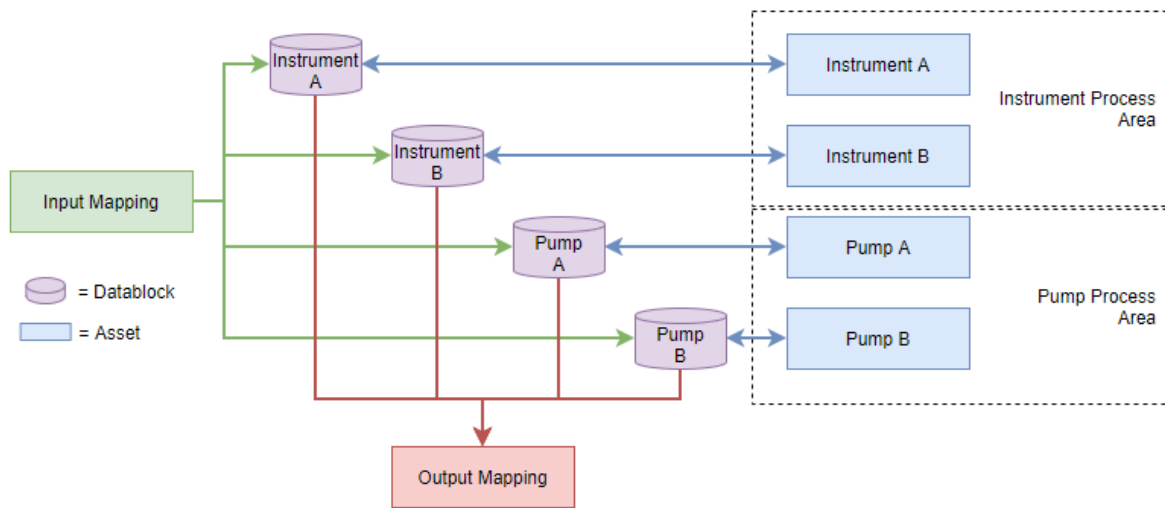 Instrument
A
Instrument A
Instrument Process
Area
Instrument
B
Instrument B
Input Mapping
Pump
A
Pump A
= Datablock
Pump Process
Area
= Asset
Pump
B
Pump B
Output Mapping